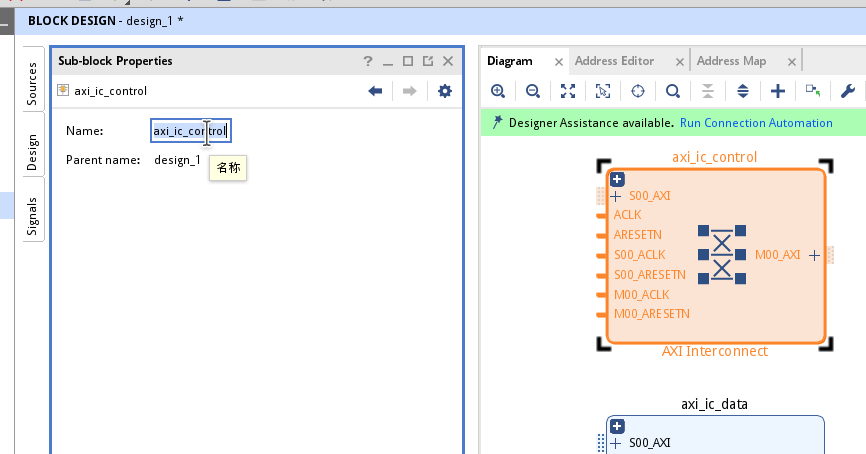 BLOCK DESIGN - design_1 *
Sources
Design
Signals
Sub-block Properties
?
axi_ic_control
Name: axi_ic_control
Parent name: design_1
名称
Diagram
Address Editor
Address Map
Designer Assistance available. Run Connection Automation
axi_ic_control
S00_AXI
ACLK
ARESETN
S00_ACLK
M00_AXI
S00_ARESETN
M00_ACLK
M00_ARESETN
AXI Interconnect
axi_ic_data
S00_AXI